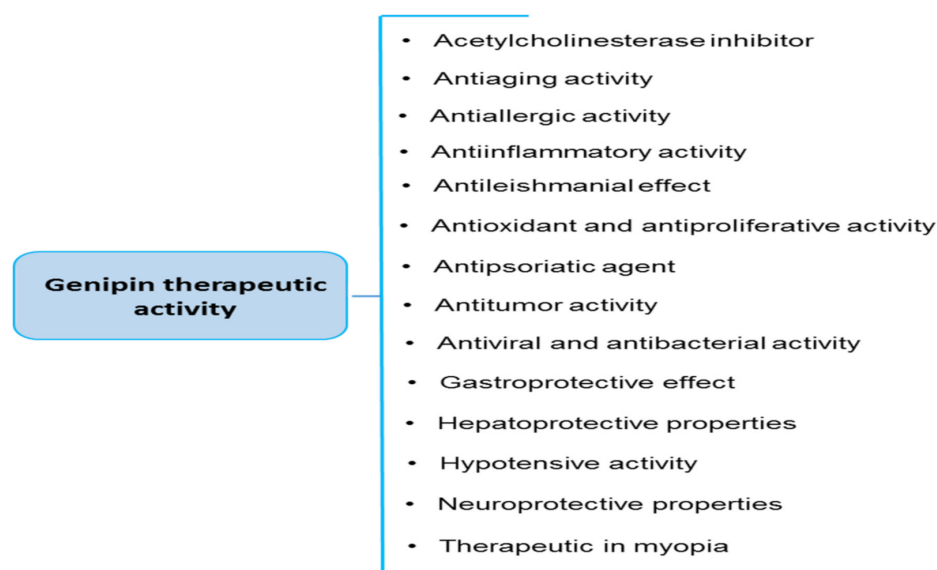 Genipin therapeutic
activity
• Acetylcholinesterase inhibitor
• Antiaging activity
• Antiallergic activity
• Antiinflammatory activity
• Antileishmanial effect
• Antioxidant and antiproliferative activity
• Antipsoriatic agent
• Antitumor activity
• Antiviral and antibacterial activity
• Gastroprotective effect
• Hepatoprotective properties
• Hypotensive activity
• Neuroprotective properties
• Therapeutic in myopia